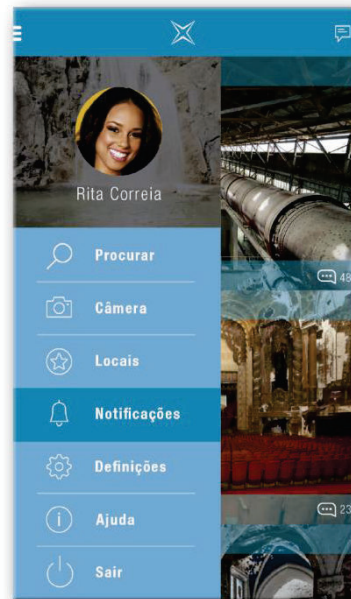 Rita Correia
Procurar
Câmera
48
Locais
Notificações
Definições
23
Ajuda
Sair